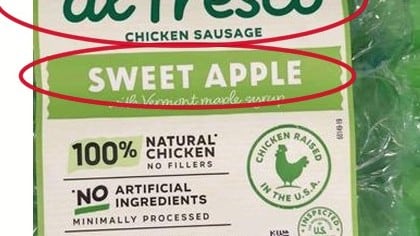 al fresco
CHICKEN SAUSAGE
SWEET APPLE
with Vermont maple syrup
100% NATURAL*
CHICKEN
NO FILLERS
*NO ARTIFICIAL
INGREDIENTS
MINIMALLY PROCESSED
CHICKEN RAISED
IN THE U.S.A.
INSPECTED